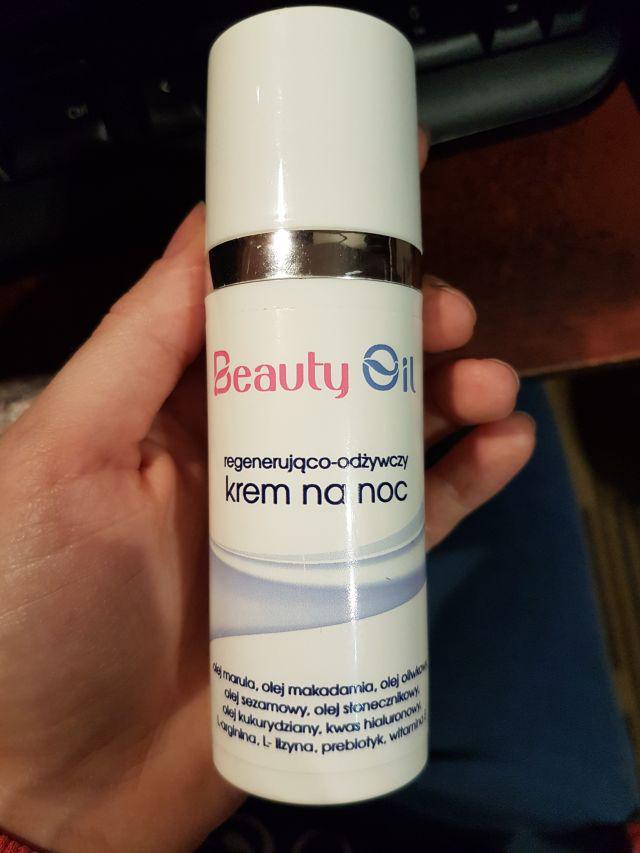 Beauty Oil
regenerująco-odżywczy
krem na noc
olej marula, olej makadamia, olej oliwkowy,
olej sezamowy, olej słonecznikowy,
olej kukurydziany, kwas hialuronowy,
L-arginina, L- lizyna, prebiotyk, witamina E